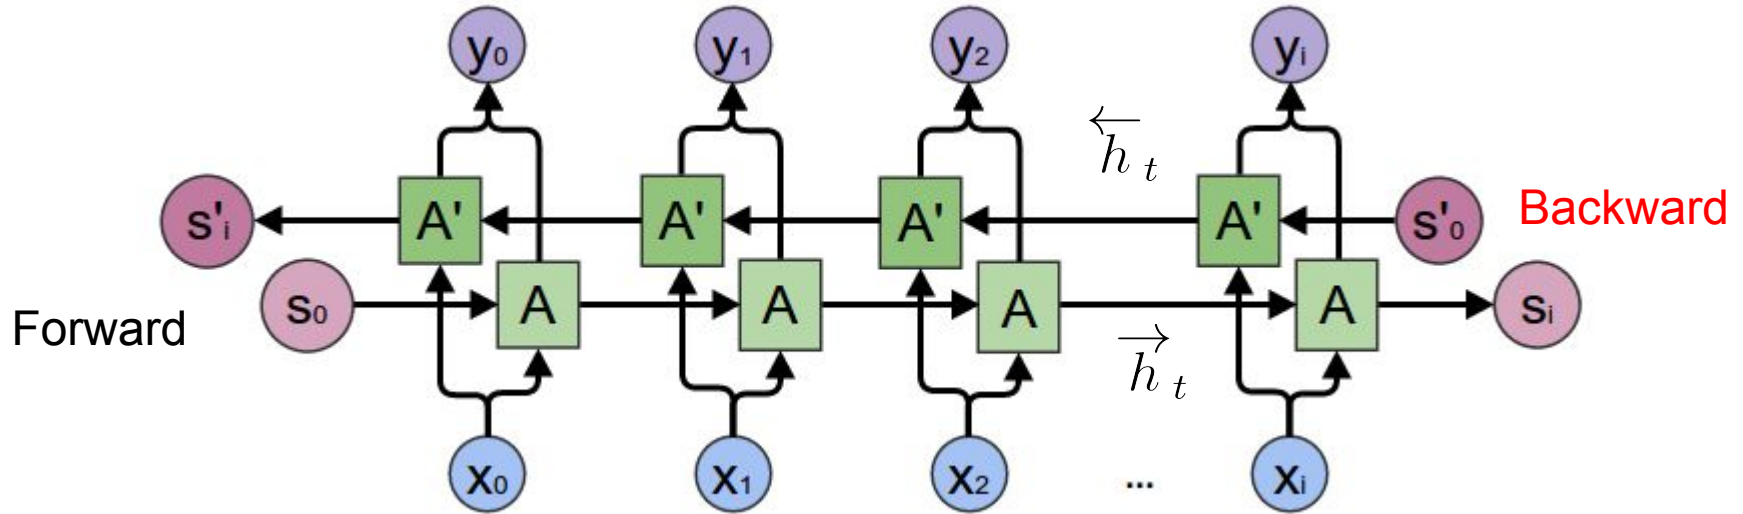 y₀ y₁ y₂ yᵢ
←
h t
s'ᵢ A' A' A' A' s'₀ Backward
s₀ A A A A sᵢ
Forward
→
h t
x₀ x₁ x₂ ... xᵢ